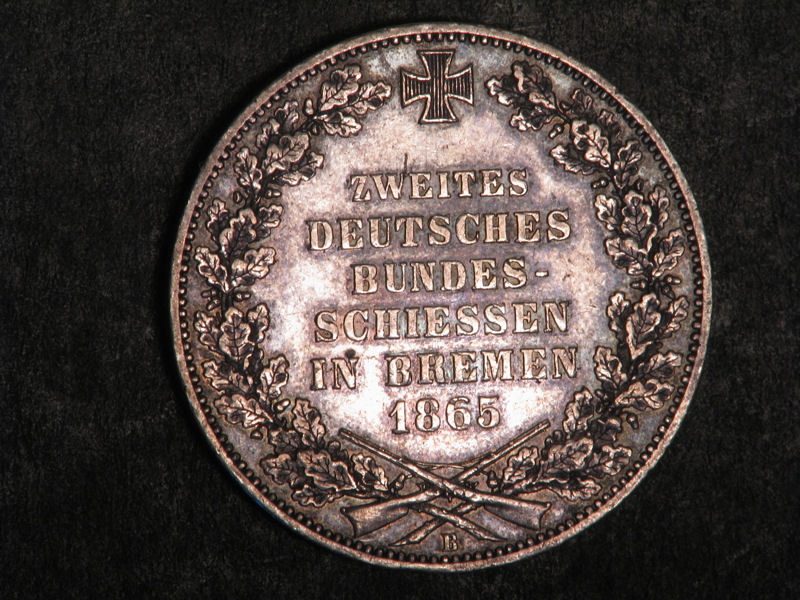 ZWEITES
DEUTSCHES
BUNDES-
SCHIESSEN
IN BREMEN
1865
B